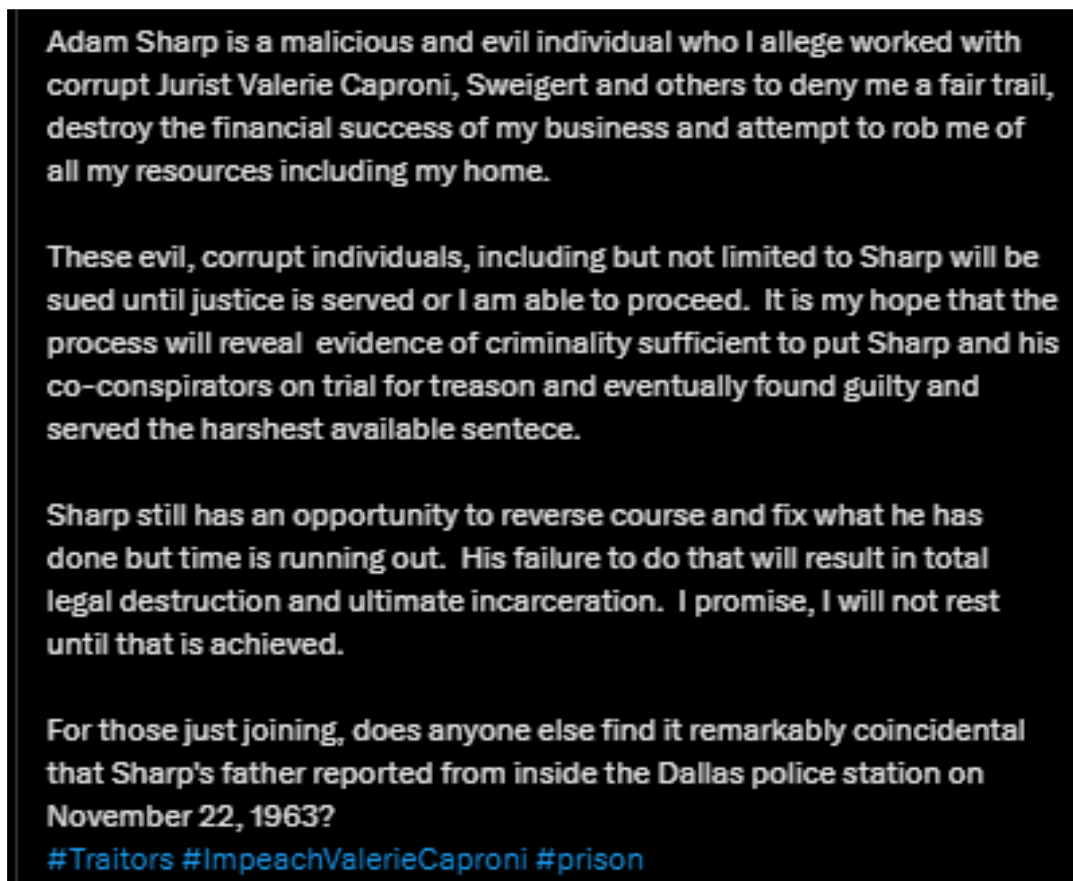 Adam Sharp is a malicious and evil individual who I allege worked with
corrupt Jurist Valerie Caproni, Sweigert and others to deny me a fair trail,
destroy the financial success of my business and attempt to rob me of
all my resources including my home.
These evil, corrupt individuals, including but not limited to Sharp will be
sued until justice is served or I am able to proceed.  It is my hope that the
process will reveal  evidence of criminality sufficient to put Sharp and his
co-conspirators on trial for treason and eventually found guilty and
served the harshest available sentece.
Sharp still has an opportunity to reverse course and fix what he has
done but time is running out.  His failure to do that will result in total
legal destruction and ultimate incarceration.  I promise, I will not rest
until that is achieved.
For those just joining, does anyone else find it remarkably coincidental
that Sharp's father reported from inside the Dallas police station on
November 22, 1963?
#Traitors #ImpeachValerieCaproni #prison